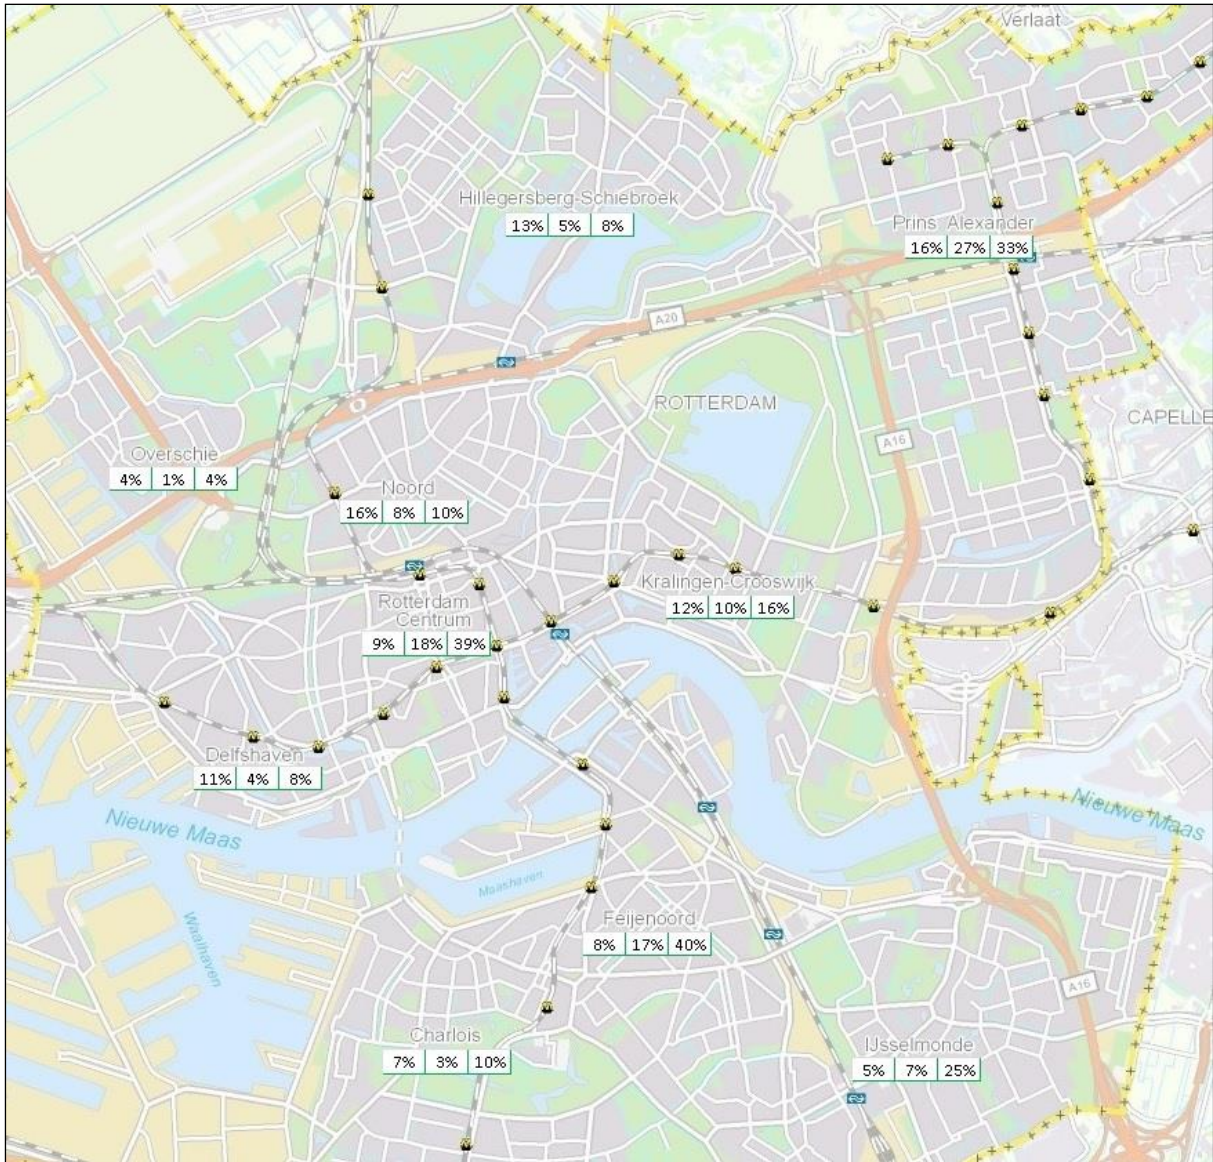 Verlaat
Hillegersberg-Schiebroek
13% 5% 8%
Prins Alexander
16% 27% 33%
A20
ROTTERDAM
CAPELLE
A16
Overschie
4% 1% 4%
Noord
16% 8% 10%
Kralingen-Crooswijk
12% 10% 16%
Rotterdam
Centrum
9% 18% 39%
Delfshaven
11% 4% 8%
Nieuwe Maas
Nieuwe Maas
Maashaven
Waalhaven
Feijenoord
8% 17% 40%
A16
Charlois
7% 3% 10%
IJsselmonde
5% 7% 25%